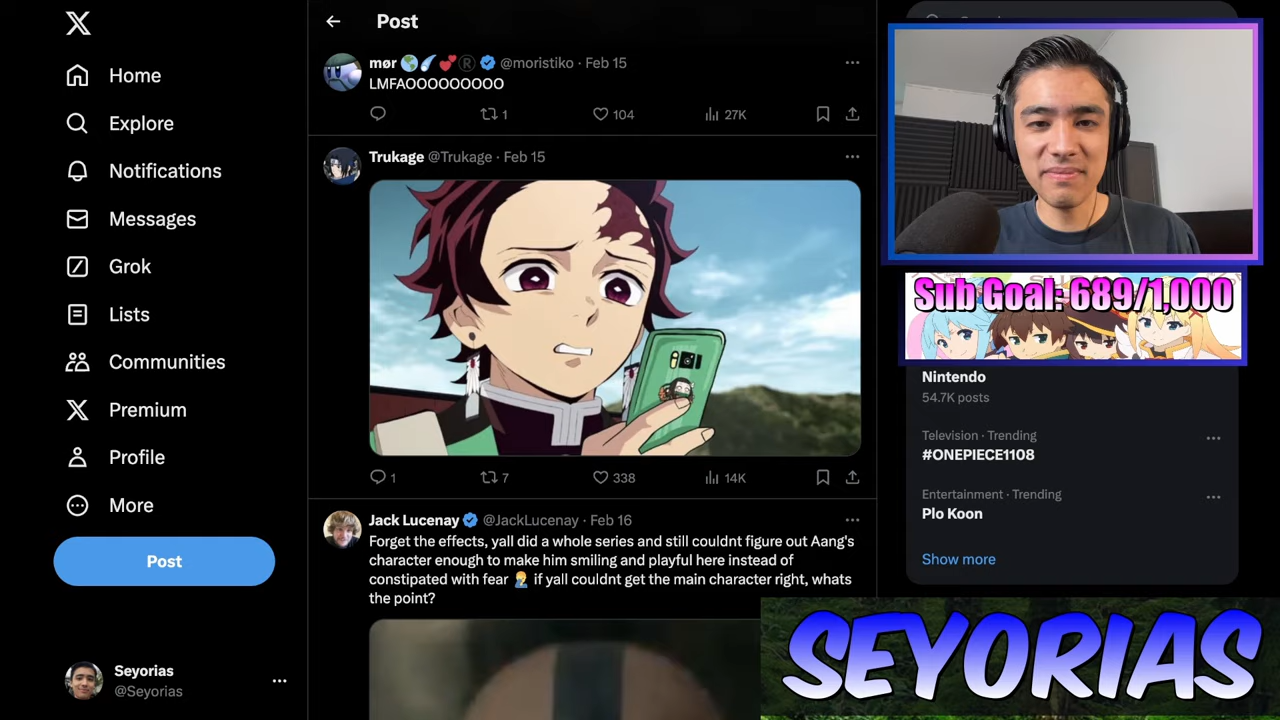 Post
Home
Explore
Notifications
Messages
Grok
Lists
Communities
Premium
Profile
More
Post
Seyorias
@Seyorias
mør @moristiko · Feb 15
LMFAOOOOOOOOO
1 104 27K
Trukage @Trukage · Feb 15
1 7 338 14K
Jack Lucenay @JackLucenay · Feb 16
Forget the effects, yall did a whole series and still couldnt figure out Aang's
character enough to make him smiling and playful here instead of
constipated with fear if yall couldnt get the main character right, whats
the point?
Sub Goal: 689/1,000
Nintendo
54.7K posts
Television · Trending
#ONEPIECE1108
Entertainment · Trending
Plo Koon
Show more
SEYORIAS